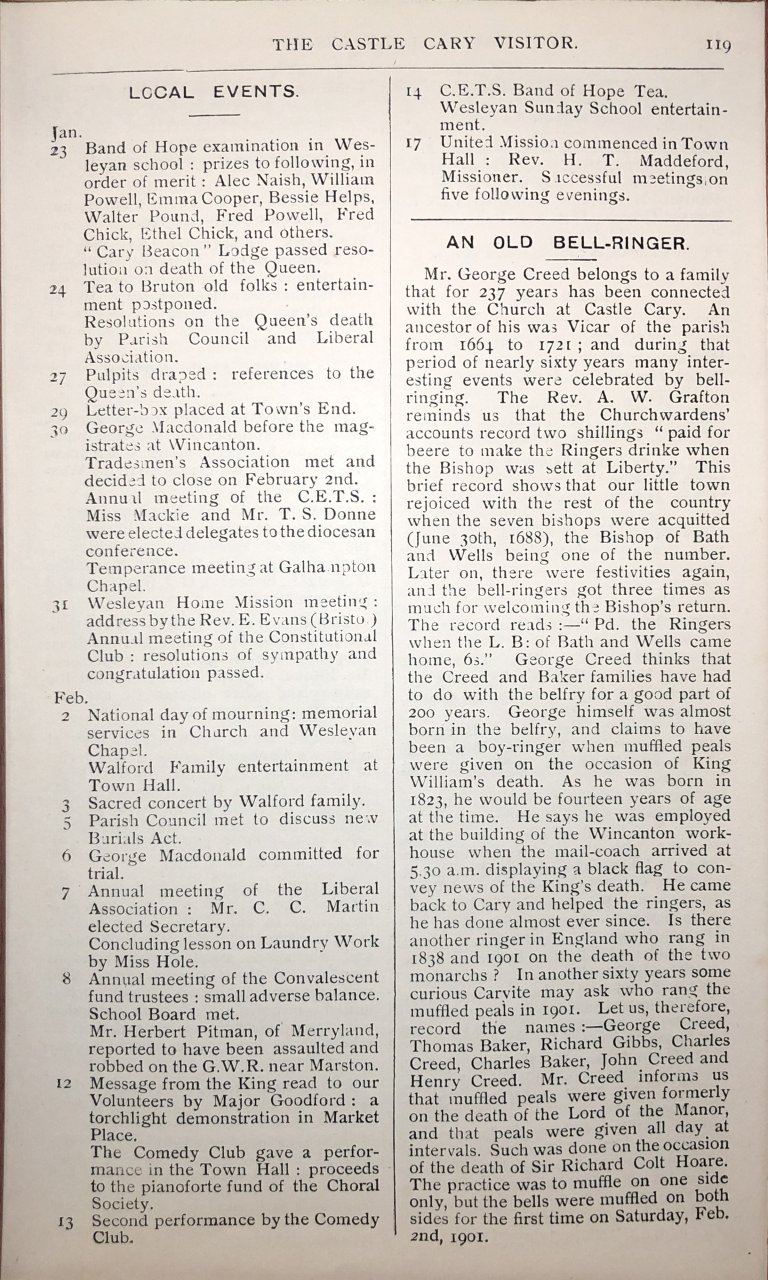 THE CASTLE CARY VISITOR. 119
LOCAL EVENTS.
Jan.
23 Band of Hope examination in Wes-
leyan school : prizes to following, in
order of merit : Alec Naish, William
Powell, Emma Cooper, Bessie Helps,
Walter Pound, Fred Powell, Fred
Chick, Ethel Chick, and others.
“ Cary Beacon ” Lodge passed reso-
lution on death of the Queen.
24 Tea to Bruton old folks : entertain-
ment postponed.
Resolutions on the Queen's death
by Parish Council and Liberal
Association.
27 Pulpits draped : references to the
Queen's death.
29 Letter-box placed at Town's End.
30 George Macdonald before the mag-
istrates at Wincanton.
Tradesmen's Association met and
decided to close on February 2nd.
Annual meeting of the C.E.T.S. :
Miss Mackie and Mr. T. S. Donne
were elected delegates to the diocesan
conference.
Temperance meeting at Galhampton
Chapel.
31 Wesleyan Home Mission meeting :
address by the Rev. E. Evans (Bristo )
Annual meeting of the Constitutional
Club : resolutions of sympathy and
congratulation passed.
Feb.
2 National day of mourning: memorial
services in Church and Wesleyan
Chapel.
Walford Family entertainment at
Town Hall.
3 Sacred concert by Walford family.
5 Parish Council met to discuss new
Burials Act.
6 George Macdonald committed for
trial.
7 Annual meeting of the Liberal
Association : Mr. C. C. Martin
elected Secretary.
Concluding lesson on Laundry Work
by Miss Hole.
8 Annual meeting of the Convalescent
fund trustees : small adverse balance.
School Board met.
Mr. Herbert Pitman, of Merryland,
reported to have been assaulted and
robbed on the G.W.R. near Marston.
12 Message from the King read to our
Volunteers by Major Goodford : a
torchlight demonstration in Market
Place.
The Comedy Club gave a perfor-
mance in the Town Hall : proceeds
to the pianoforte fund of the Choral
Society.
13 Second performance by the Comedy
Club.
14 C.E.T.S. Band of Hope Tea.
Wesleyan Sunday School entertain-
ment.
17 United Mission commenced in Town
Hall : Rev. H. T. Maddeford,
Missioner. Successful meetings on
five following evenings.
AN OLD BELL-RINGER.
Mr. George Creed belongs to a family
that for 237 years has been connected
with the Church at Castle Cary. An
ancestor of his was Vicar of the parish
from 1664 to 1721 ; and during that
period of nearly sixty years many inter-
esting events were celebrated by bell-
ringing. The Rev. A. W. Grafton
reminds us that the Churchwardens'
accounts record two shillings “ paid for
beere to make the Ringers drinke when
the Bishop was sett at Liberty.” This
brief record shows that our little town
rejoiced with the rest of the country
when the seven bishops were acquitted
(June 30th, 1688), the Bishop of Bath
and Wells being one of the number.
Later on, there were festivities again,
and the bell-ringers got three times as
much for welcoming the Bishop's return.
The record reads :—“ Pd. the Ringers
when the L. B: of Bath and Wells came
home, 6s.” George Creed thinks that
the Creed and Baker families have had
to do with the belfry for a good part of
200 years. George himself was almost
born in the belfry, and claims to have
been a boy-ringer when muffled peals
were given on the occasion of King
William's death. As he was born in
1823, he would be fourteen years of age
at the time. He says he was employed
at the building of the Wincanton work-
house when the mail-coach arrived at
5.30 a.m. displaying a black flag to con-
vey news of the King's death. He came
back to Cary and helped the ringers, as
he has done almost ever since. Is there
another ringer in England who rang in
1838 and 1901 on the death of the two
monarchs ? In another sixty years some
curious Carvite may ask who rang the
muffled peals in 1901. Let us, therefore,
record the names :—George Creed,
Thomas Baker, Richard Gibbs, Charles
Creed, Charles Baker, John Creed and
Henry Creed. Mr. Creed informs us
that muffled peals were given formerly
on the death of the Lord of the Manor,
and that peals were given all day at
intervals. Such was done on the occasion
of the death of Sir Richard Colt Hoare.
The practice was to muffle on one side
only, but the bells were muffled on both
sides for the first time on Saturday, Feb.
2nd, 1901.